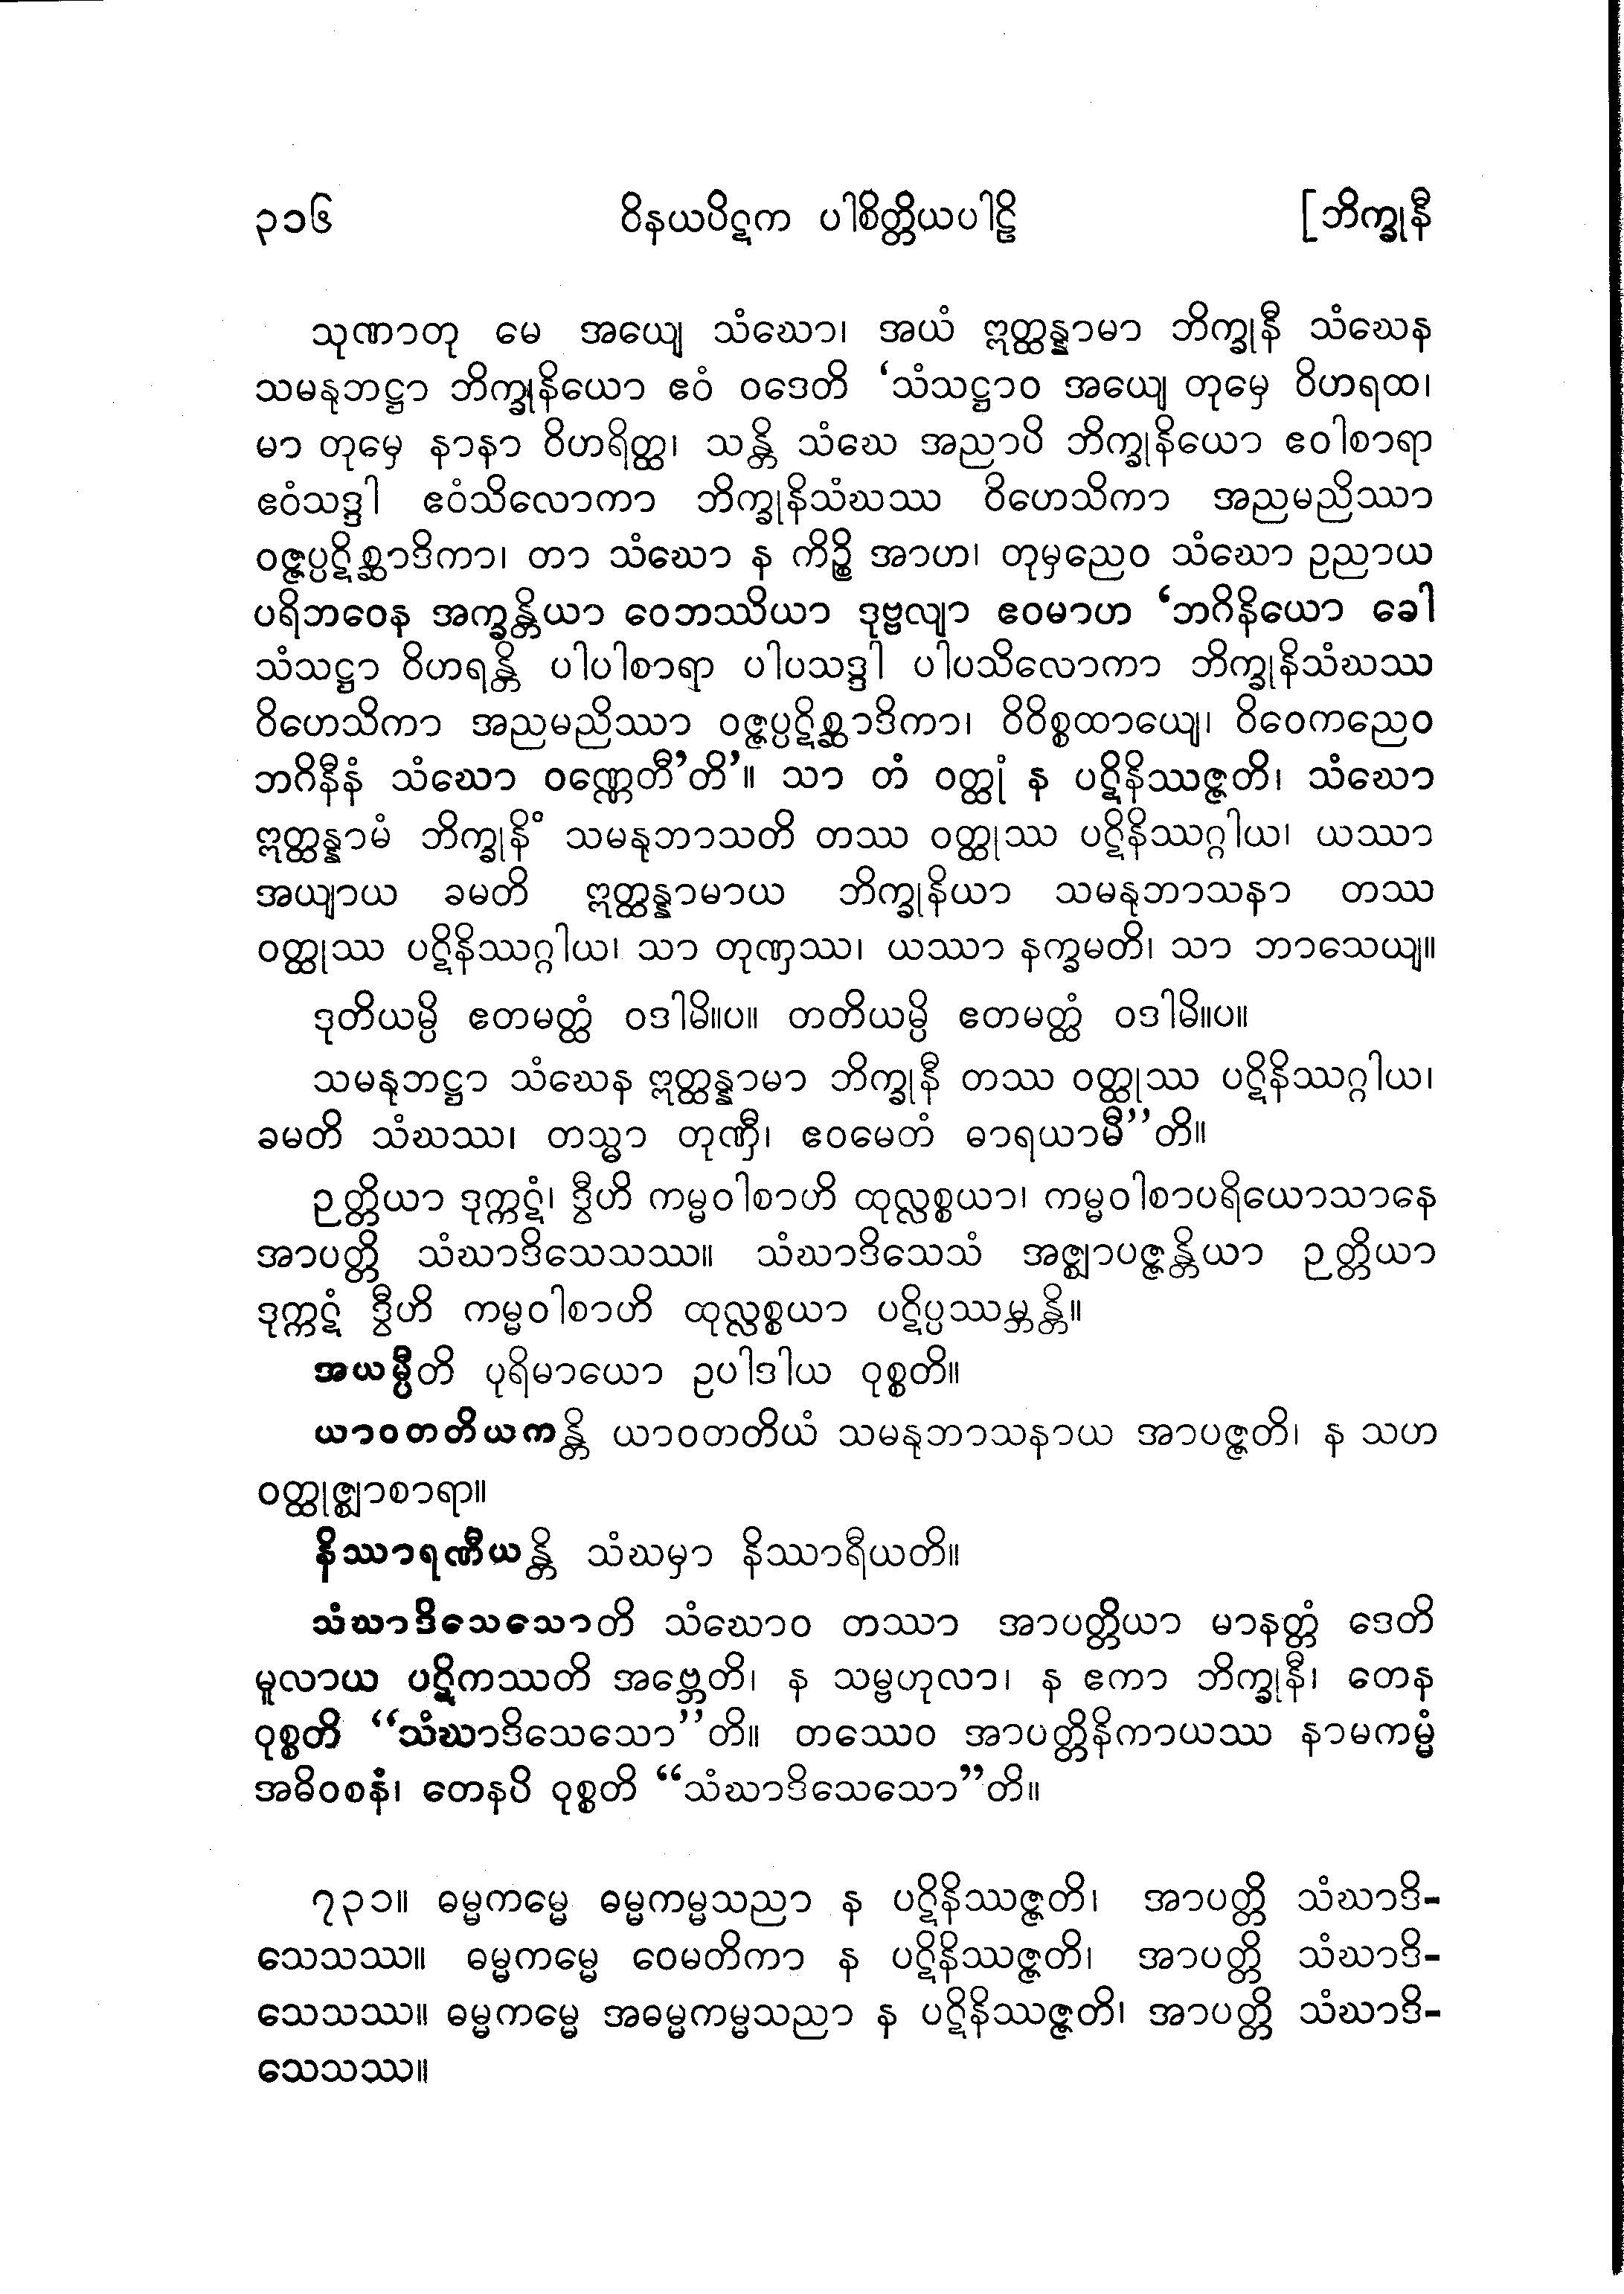 ၃၁၆ ဝိနယပိဋက ပါစိတ္တိယပါဠိ [ဘိက္ခုနီ
သုဏာတု မေ အယျေ သံဃော၊ အယံ ဣတ္ထန္နာမာ ဘိက္ခုနီ သံဃေန
သမနုဘဋ္ဌာ ဘိက္ခုနိယော ဧဝံ ဝဒေတိ ‘သံသဋ္ဌာဝ အယျေ တုမှေ ဝိဟရထ၊
မာ တုမှေ နာနာ ဝိဟရိတ္ထ၊ သန္တိ သံဃေ အညာပိ ဘိက္ခုနိယော ဧဝါစာရာ
ဧဝံသဒ္ဒါ ဧဝံသိလောကာ ဘိက္ခုနိသံဃဿ ဝိဟေသိကာ အညမညိဿာ
ဝဇ္ဇပ္ပဋိစ္ဆာဒိကာ၊ တာ သံဃော န ကိဉ္စိ အာဟ၊ တုမှညေဝ သံဃော ဥညာယ
ပရိဘဝေန အက္ခန္တိယာ ဝေဘဿိယာ ဒုဗ္ဗလျာ ဧဝမာဟ ‘ဘဂိနိယော ခေါ
သံသဋ္ဌာ ဝိဟရန္တိ ပါပါစာရာ ပါပသဒ္ဒါ ပါပသိလောကာ ဘိက္ခုနိသံဃဿ
ဝိဟေသိကာ အညမညိဿာ ဝဇ္ဇပ္ပဋိစ္ဆာဒိကာ၊ ဝိဝိစ္စထာယျေ၊ ဝိဝေကညေဝ
ဘဂိနီနံ သံဃော ဝဏ္ဏေတီ’တိ’။ သာ တံ ဝတ္ထုံ န ပဋိနိဿဇ္ဇတိ၊ သံဃော
ဣတ္ထန္နာမံ ဘိက္ခုနိံ သမနုဘာသတိ တဿ ဝတ္ထုဿ ပဋိနိဿဂ္ဂါယ၊ ယဿာ
အယျာယ ခမတိ ဣတ္ထန္နာမာယ ဘိက္ခုနိယာ သမနုဘာသနာ တဿ
ဝတ္ထုဿ ပဋိနိဿဂ္ဂါယ၊ သာ တုဏှဿ၊ ယဿာ နက္ခမတိ၊ သာ ဘာသေယျ။
ဒုတိယမ္ပိ ဧတမတ္ထံ ဝဒါမိ။ပ။ တတိယမ္ပိ ဧတမတ္ထံ ဝဒါမိ။ပ။
သမနုဘဋ္ဌာ သံဃေန ဣတ္ထန္နာမာ ဘိက္ခုနီ တဿ ဝတ္ထုဿ ပဋိနိဿဂ္ဂါယ၊
ခမတိ သံဃဿ၊ တသ္မာ တုဏှီ၊ ဧဝမေတံ ဓာရယာမီ”တိ။
ဉတ္တိယာ ဒုက္ကဋံ၊ ဒွီဟိ ကမ္မဝါစာဟိ ထုလ္လစ္စယာ၊ ကမ္မဝါစာပရိယောသာနေ
အာပတ္တိ သံဃာဒိသေသဿ။ သံဃာဒိသေသံ အဇ္ဈာပဇ္ဇန္တိယာ ဉတ္တိယာ
ဒုက္ကဋံ ဒွီဟိ ကမ္မဝါစာဟိ ထုလ္လစ္စယာ ပဋိပ္ပဿမ္ဘန္တိ။
အယမ္ပီတိ ပုရိမာယော ဥပါဒါယ ဝုစ္စတိ။
ယာဝတတိယကန္တိ ယာဝတတိယံ သမနုဘာသနာယ အာပဇ္ဇတိ၊ န သဟ
ဝတ္ထုဇ္ဈာစာရာ။
နိဿာရဏီယန္တိ သံဃမှာ နိဿာရီယတိ။
သံဃာဒိသေသောတိ သံဃောဝ တဿာ အာပတ္တိယာ မာနတ္တံ ဒေတိ
မူလာယ ပဋိကဿတိ အဗ္ဘေတိ၊ န သမ္ဗဟုလာ၊ န ဧကာ ဘိက္ခုနီ၊ တေန
ဝုစ္စတိ “သံဃာဒိသေသော”တိ။ တဿေဝ အာပတ္တိနိကာယဿ နာမကမ္မံ
အဓိဝစနံ၊ တေနပိ ဝုစ္စတိ “သံဃာဒိသေသော”တိ။
၇၃၁။ ဓမ္မကမ္မေ ဓမ္မကမ္မသညာ န ပဋိနိဿဇ္ဇတိ၊ အာပတ္တိ သံဃာဒိ-
သေသဿ။ ဓမ္မကမ္မေ ဝေမတိကာ န ပဋိနိဿဇ္ဇတိ၊ အာပတ္တိ သံဃာဒိ-
သေသဿ။ ဓမ္မကမ္မေ အဓမ္မကမ္မသညာ န ပဋိနိဿဇ္ဇတိ၊ အာပတ္တိ သံဃာဒိ-
သေသဿ။